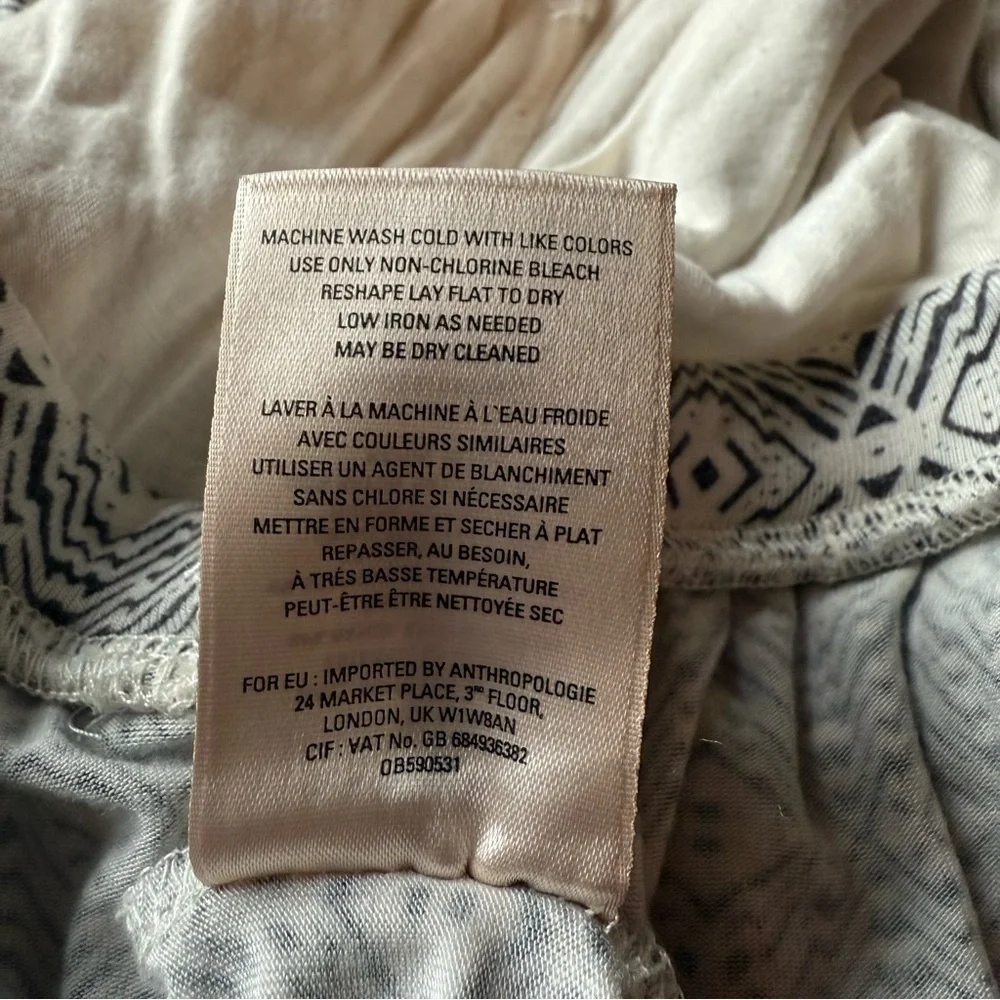 MACHINE WASH COLD WITH LIKE COLORS
USE ONLY NON-CHLORINE BLEACH
RESHAPE LAY FLAT TO DRY
LOW IRON AS NEEDED
MAY BE DRY CLEANED
LAVER À LA MACHINE À L`EAU FROIDE
AVEC COULEURS SIMILAIRES
UTILISER UN AGENT DE BLANCHIMENT
SANS CHLORE SI NÉCESSAIRE
METTRE EN FORME ET SECHER À PLAT
REPASSER, AU BESOIN,
À TRÉS BASSE TEMPÉRATURE
PEUT-ÊTRE ÊTRE NETTOYÉE SEC
FOR EU : IMPORTED BY ANTHROPOLOGIE
24 MARKET PLACE, 3RD FLOOR,
LONDON, UK W1W8AN
CIF : VAT No. GB 684936382
OB590531